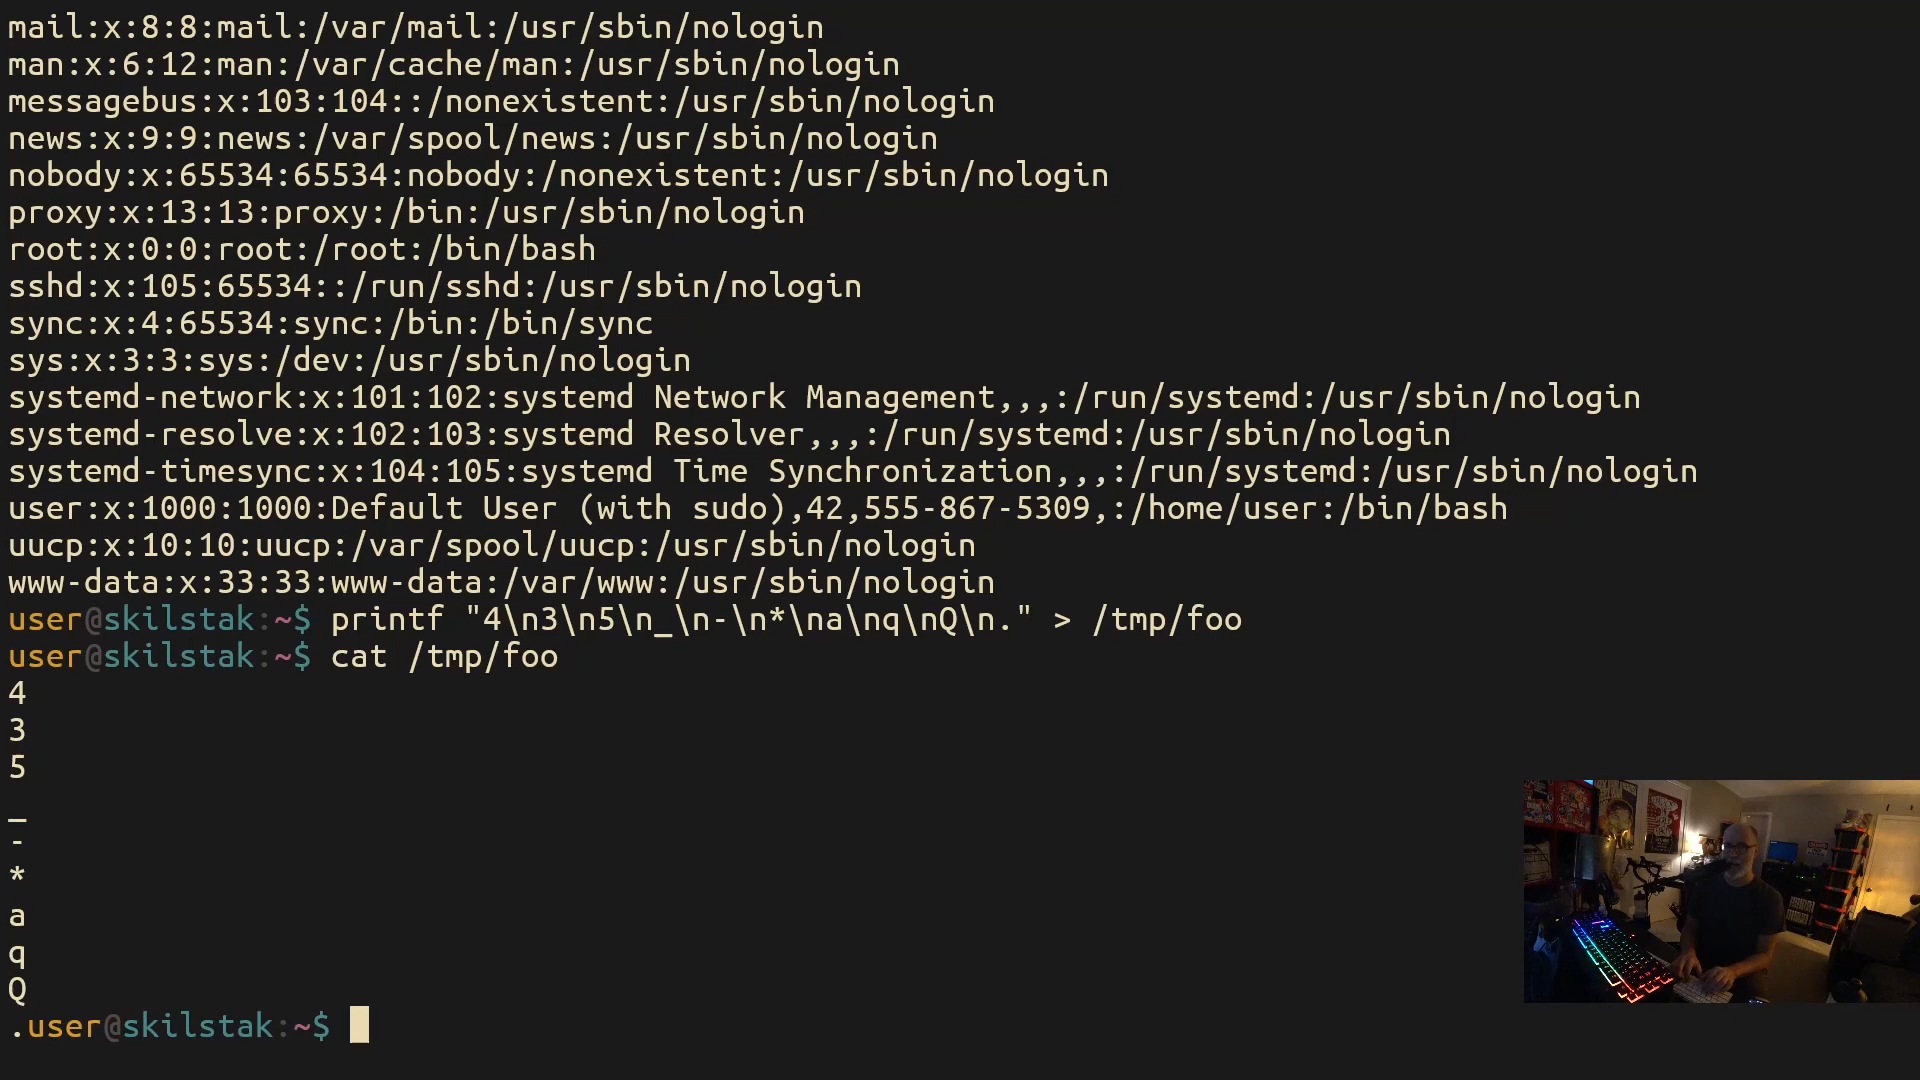 mail:x:8:8:mail:/var/mail:/usr/sbin/nologin
man:x:6:12:man:/var/cache/man:/usr/sbin/nologin
messagebus:x:103:104::/nonexistent:/usr/sbin/nologin
news:x:9:9:news:/var/spool/news:/usr/sbin/nologin
nobody:x:65534:65534:nobody:/nonexistent:/usr/sbin/nologin
proxy:x:13:13:proxy:/bin:/usr/sbin/nologin
root:x:0:0:root:/root:/bin/bash
sshd:x:105:65534::/run/sshd:/usr/sbin/nologin
sync:x:4:65534:sync:/bin:/bin/sync
sys:x:3:3:sys:/dev:/usr/sbin/nologin
systemd-network:x:101:102:systemd Network Management,,,:/run/systemd:/usr/sbin/nologin
systemd-resolve:x:102:103:systemd Resolver,,,:/run/systemd:/usr/sbin/nologin
systemd-timesync:x:104:105:systemd Time Synchronization,,,:/run/systemd:/usr/sbin/nologin
user:x:1000:1000:Default User (with sudo),42,555-867-5309,:/home/user:/bin/bash
uucp:x:10:10:uucp:/var/spool/uucp:/usr/sbin/nologin
www-data:x:33:33:www-data:/var/www:/usr/sbin/nologin
user@skilstak:~$ printf "4\n3\n5\n_\n-\n*\na\nq\nQ\n." > /tmp/foo
user@skilstak:~$ cat /tmp/foo
4
3
5
_
-
*
a
q
Q
.user@skilstak:~$